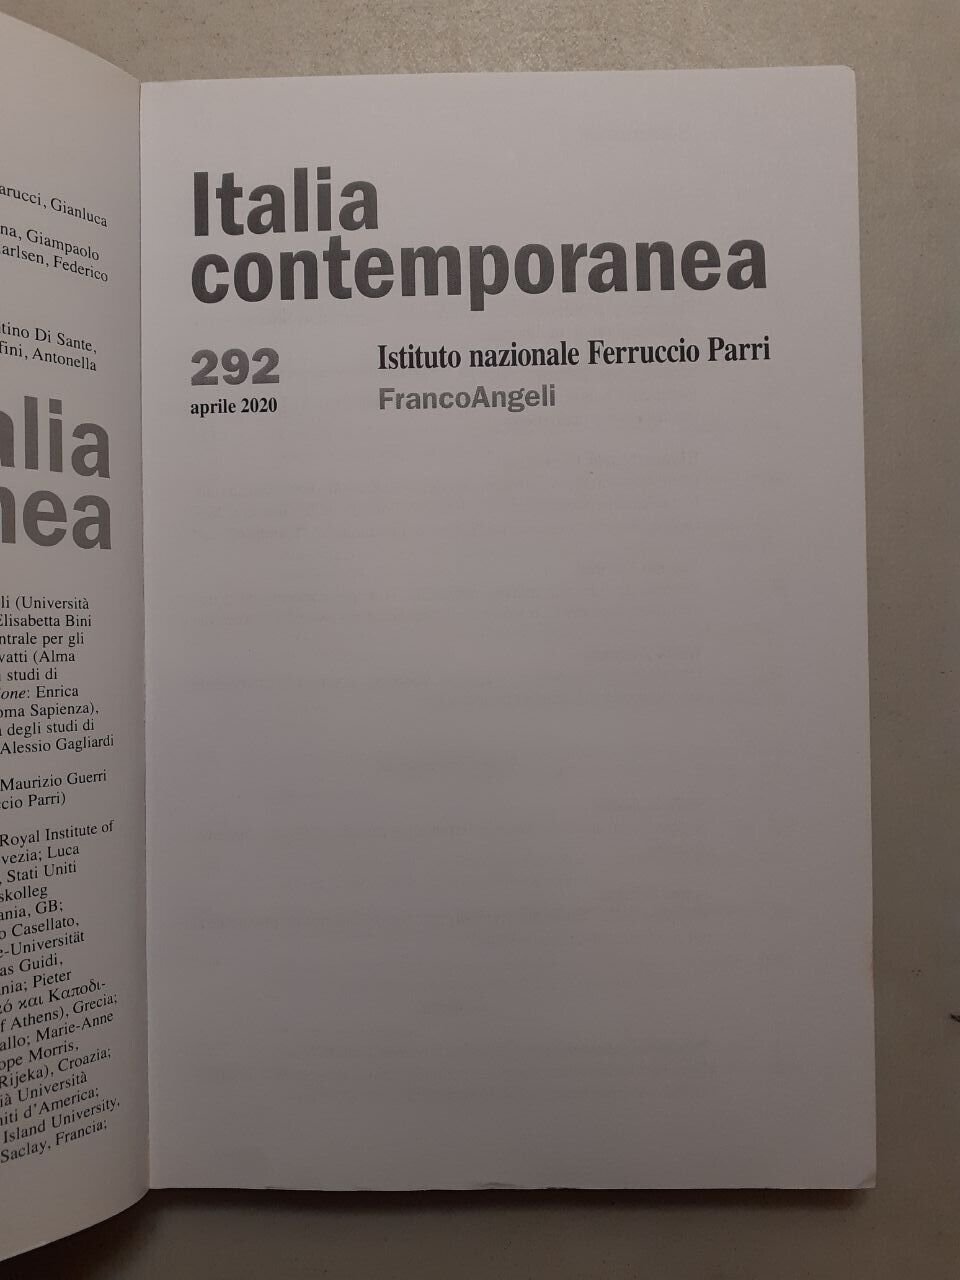 arucci, Gianluca
na, Giampaolo
arlsen, Federico
tino Di Sante,
fini, Antonella
alia
nea
li (Università
Elisabetta Bini
ntrale per gli
vatti (Alma
studi di
ione: Enrica
oma Sapienza),
degli studi di
Alessio Gagliardi
Maurizio Guerri
ccio Parri)
Royal Institute of
vezia; Luca
, Stati Uniti
skolleg
ania, GB;
o Casellato,
e-Universität
as Guidi,
nia; Pieter
κό και Καποδι-
f Athens), Grecia;
allo; Marie-Anne
ope Morris,
Rijeka), Croazia;
ià Università
niti d'America;
Island University,
Saclay, Francia;
Italia
contemporanea
292
aprile 2020
Istituto nazionale Ferruccio Parri
FrancoAngeli